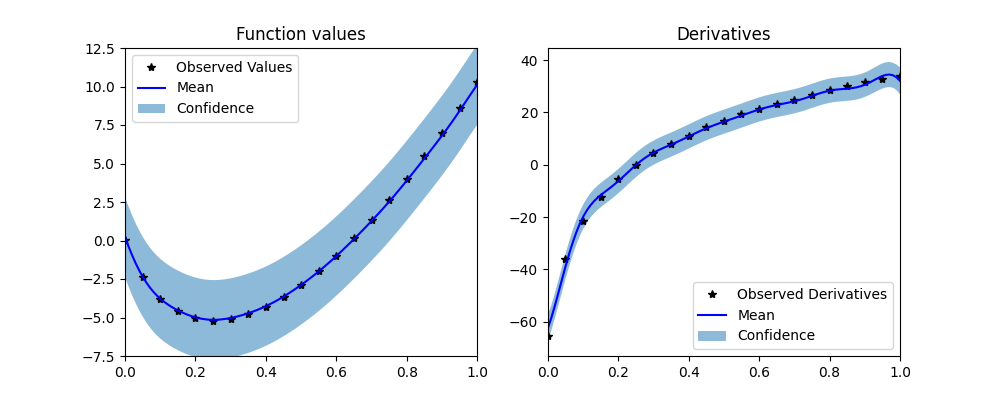 Function values
12.5
10.0
7.5
5.0
2.5
0.0
−2.5
−5.0
−7.5
0.0 0.2 0.4 0.6 0.8 1.0
Observed Values
Mean
Confidence
Derivatives
40
20
0
−20
−40
−60
0.0 0.2 0.4 0.6 0.8 1.0
Observed Derivatives
Mean
Confidence